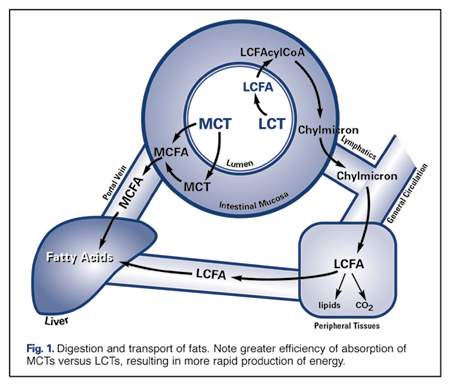 LCFAcylCoA
LCFA
MCT
LCT
Chylmicron
MCFA
Lumen
Lymphatics
MCT
Portal Vein
MCFA
Intestinal Mucosa
Chylmicron
General Circulation
Fatty Acids
LCFA
LCFA
lipids
CO2
Liver
Peripheral Tissues
Fig. 1. Digestion and transport of fats. Note greater efficiency of absorption of
MCTs versus LCTs, resulting in more rapid production of energy.